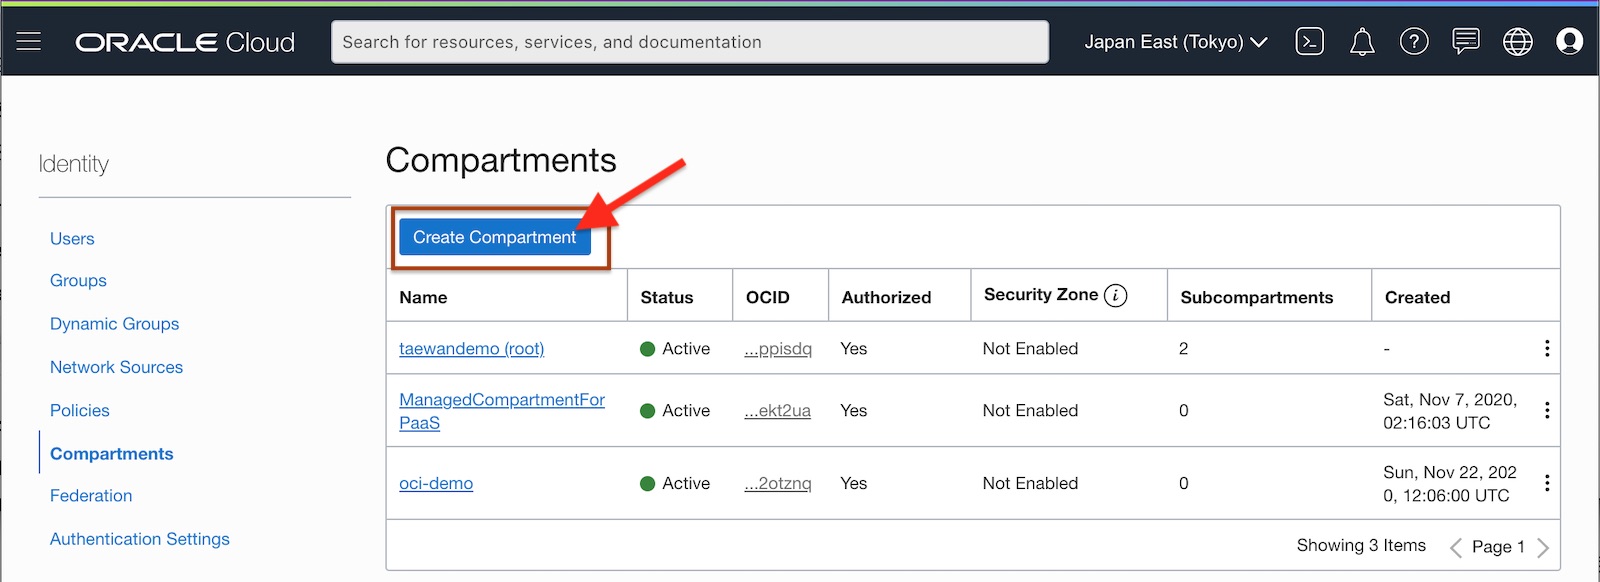 ORACLE Cloud
Search for resources, services, and documentation
Japan East (Tokyo)
Identity
Users
Groups
Dynamic Groups
Network Sources
Policies
Compartments
Federation
Authentication Settings
Compartments
Create Compartment
Name Status OCID Authorized Security Zone i Subcompartments Created
taewandemo (root) Active ...ppisdq Yes Not Enabled 2 -
ManagedCompartmentFor
PaaS Active ...ekt2ua Yes Not Enabled 0 Sat, Nov 7, 2020,
02:16:03 UTC
oci-demo Active ...2otznq Yes Not Enabled 0 Sun, Nov 22, 202
0, 12:06:00 UTC
Showing 3 Items Page 1